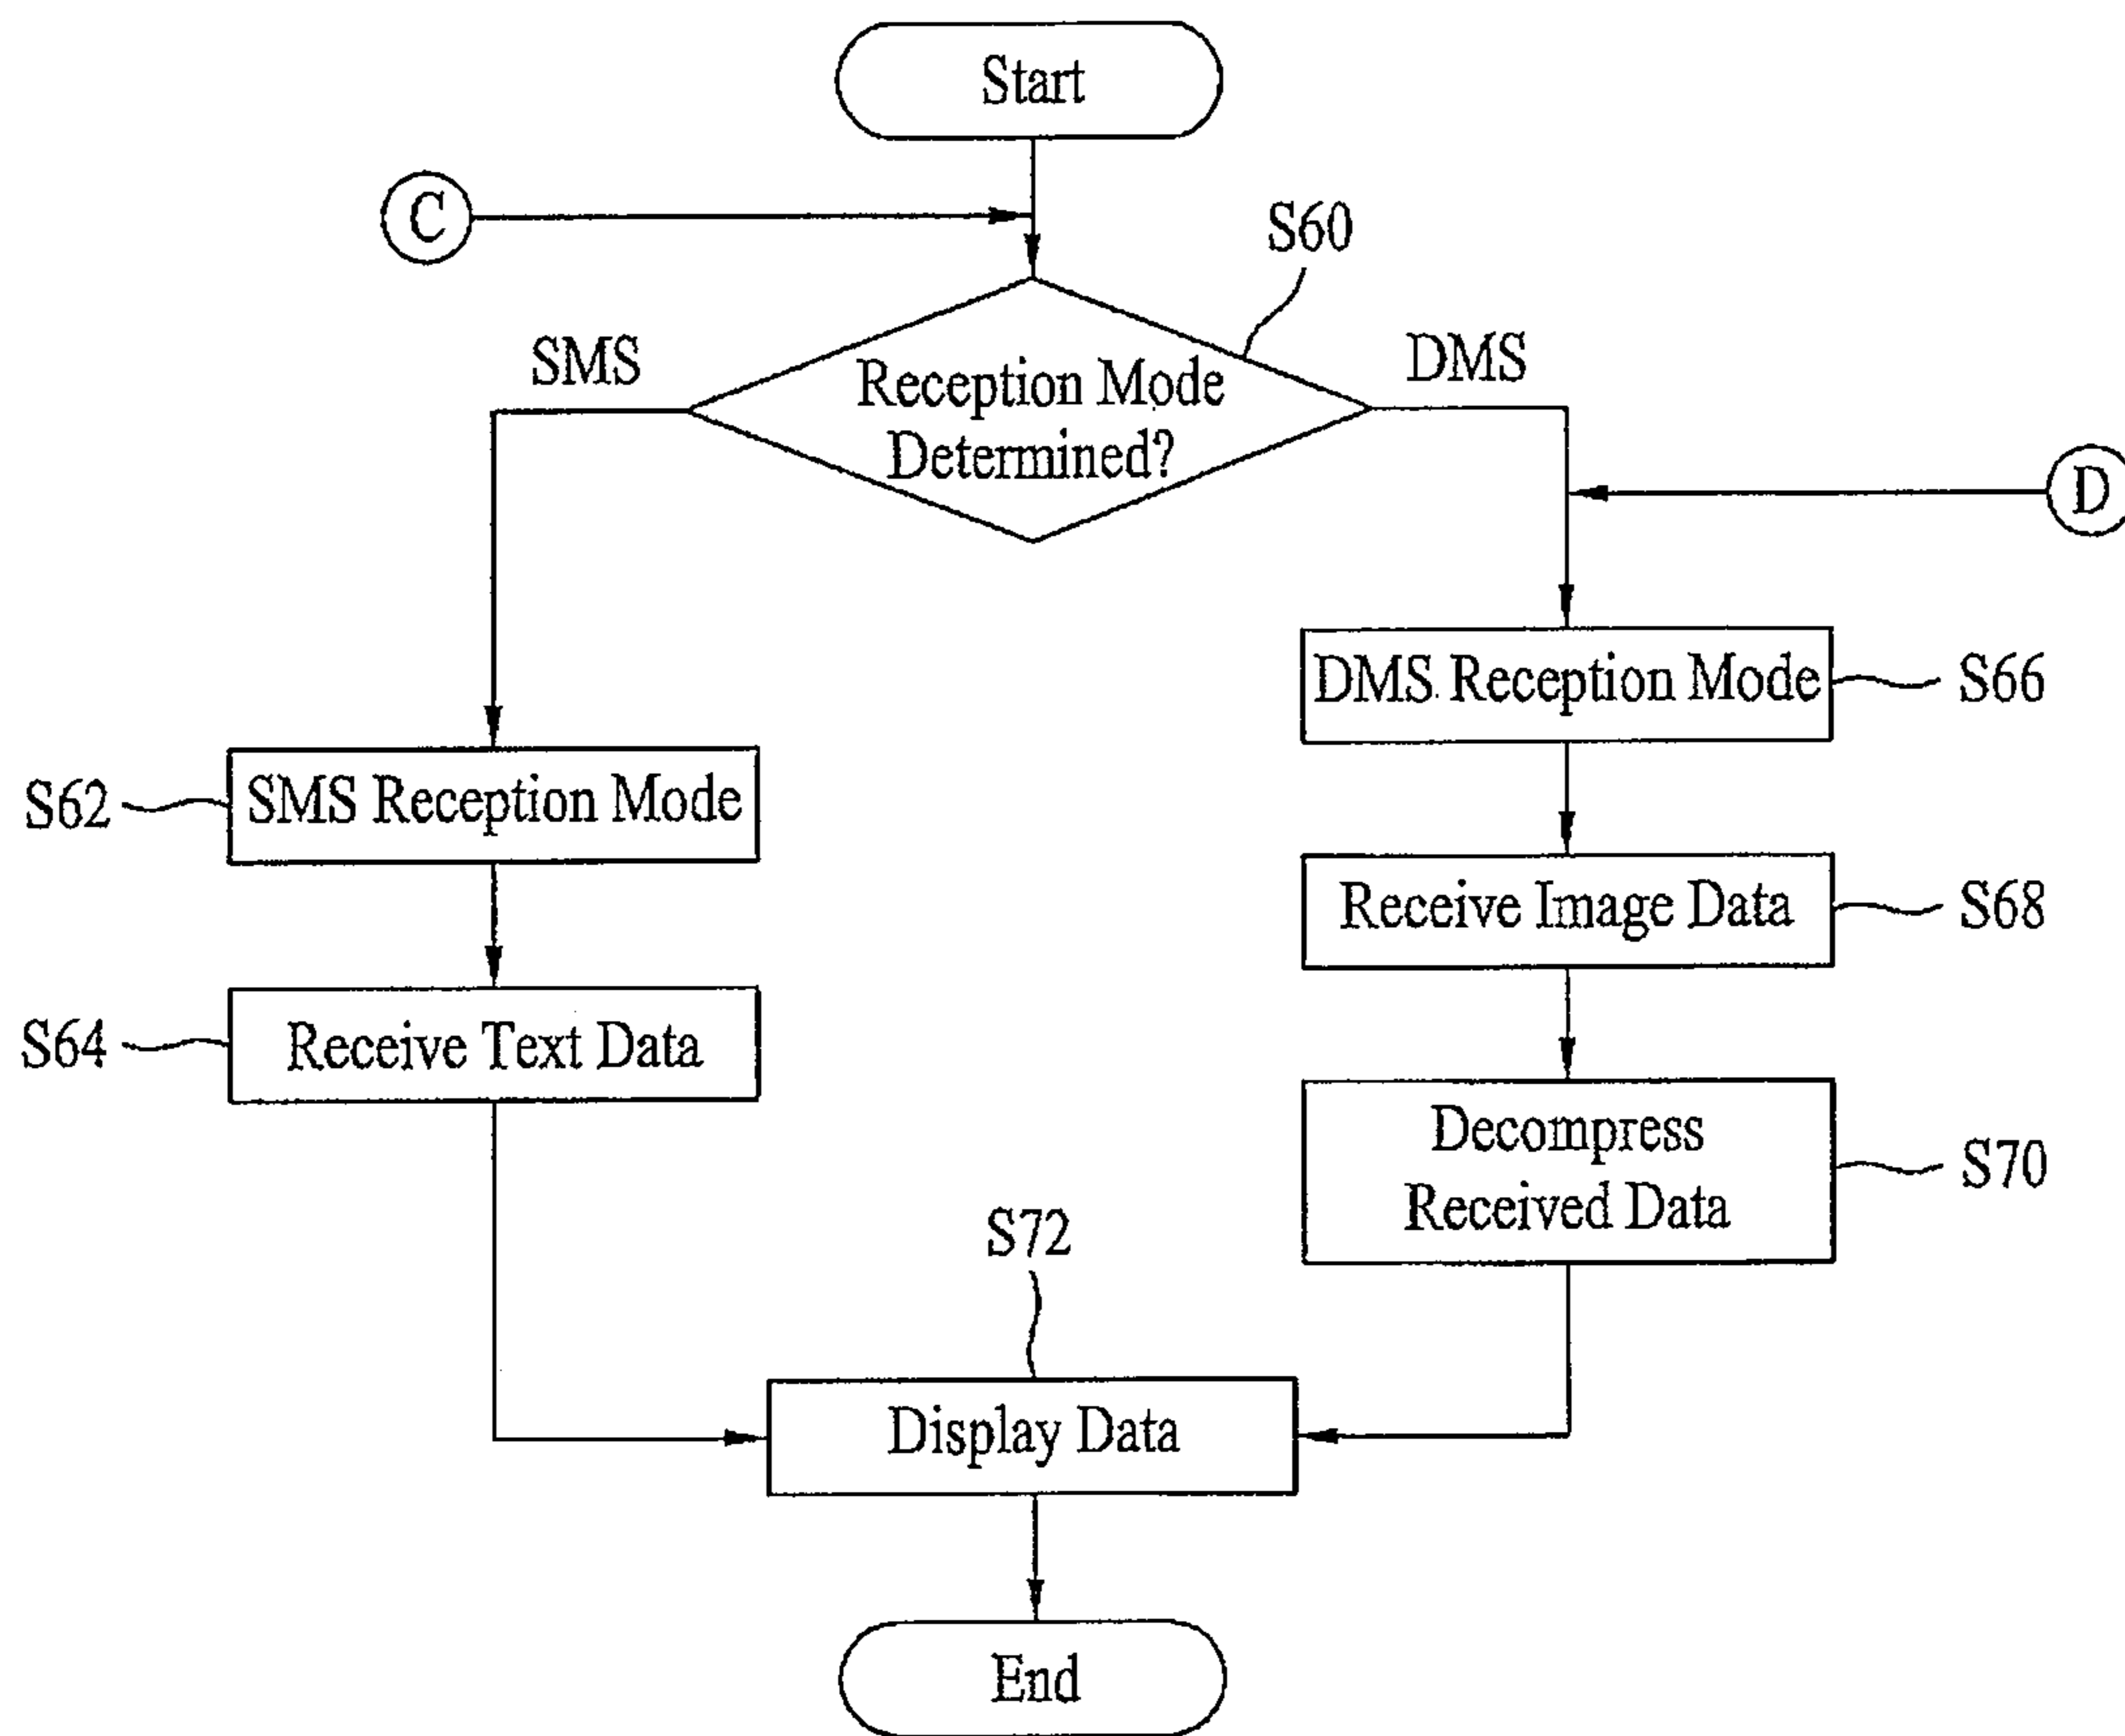 Start
C
S60
SMS
DMS
Reception Mode
Determined?
D
DMS Reception Mode
S66
S62
SMS Reception Mode
Receive Image Data
S68
S64
Receive Text Data
Decompress
Received Data
S70
S72
Display Data
End